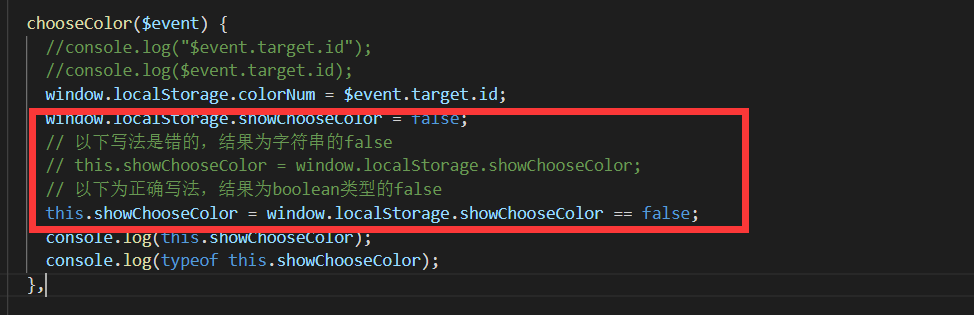 chooseColor($event) {
//console.log("$event.target.id");
//console.log($event.target.id);
window.localStorage.colorNum = $event.target.id;
window.localStorage.showChooseColor = false;
// 以下写法是错的，结果为字符串的false
// this.showChooseColor = window.localStorage.showChooseColor;
// 以下为正确写法，结果为boolean类型的false
this.showChooseColor = window.localStorage.showChooseColor == false;
console.log(this.showChooseColor);
console.log(typeof this.showChooseColor);
},